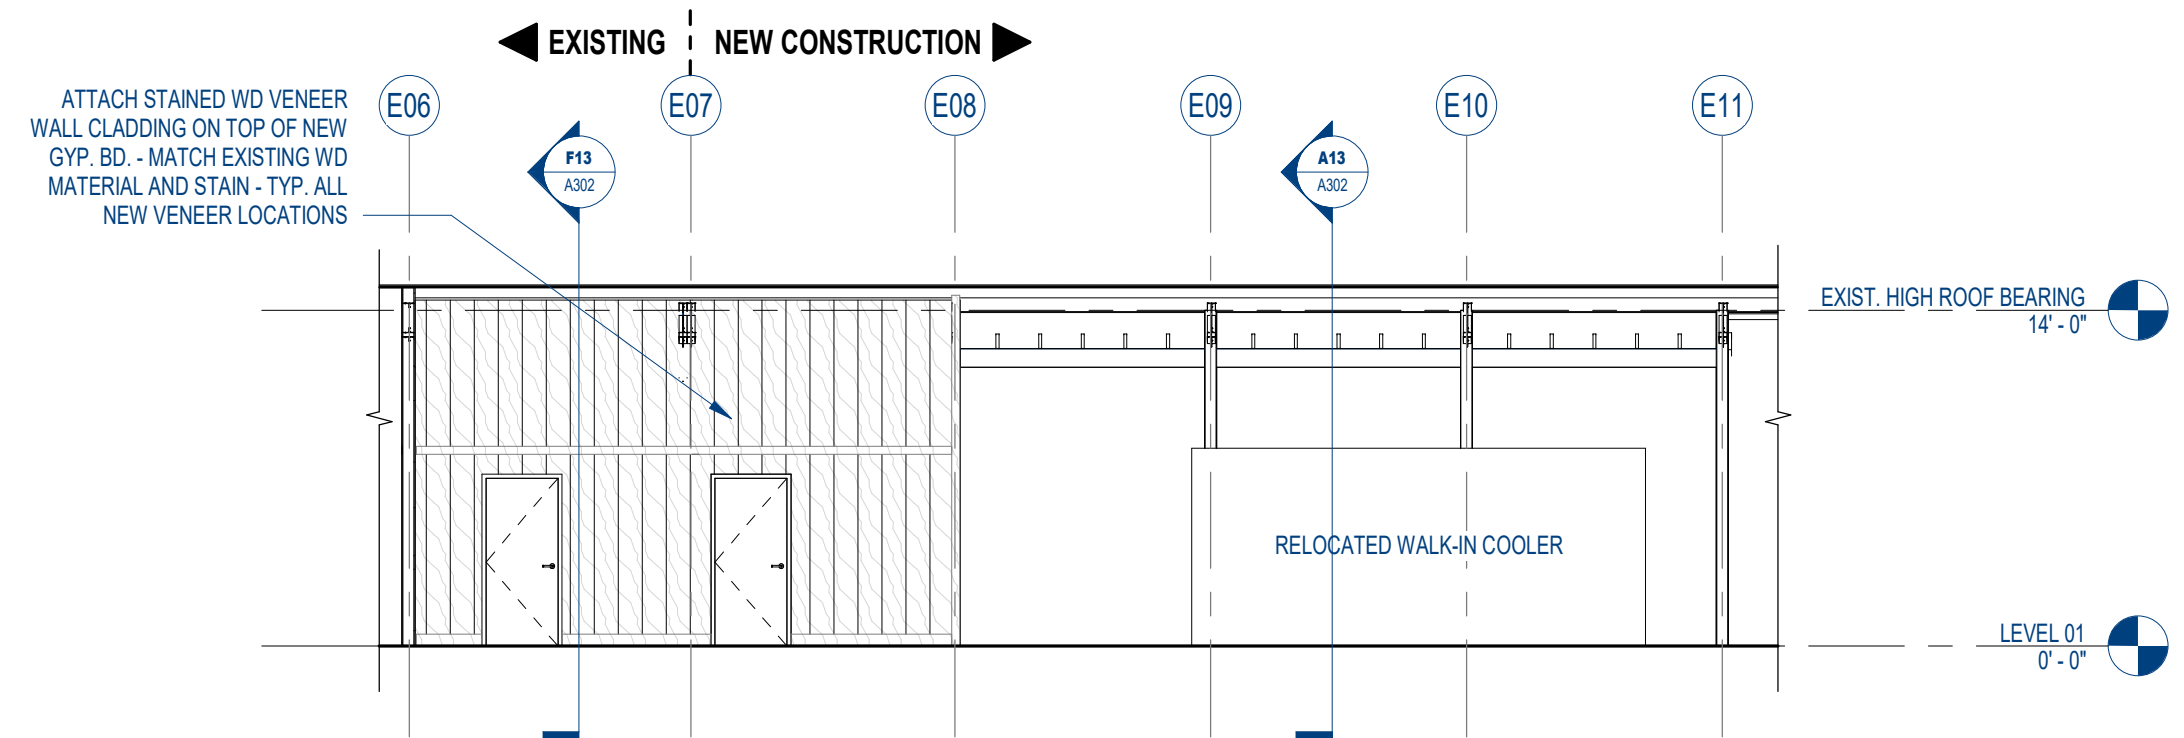 EXISTING NEW CONSTRUCTION
ATTACH STAINED WD VENEER
WALL CLADDING ON TOP OF NEW
GYP. BD. - MATCH EXISTING WD
MATERIAL AND STAIN - TYP. ALL
NEW VENEER LOCATIONS
E06 E07 E08 E09 E10 E11
F13
A302
A13
A302
EXIST. HIGH ROOF BEARING
14' - 0"
RELOCATED WALK-IN COOLER
LEVEL 01
0' - 0"